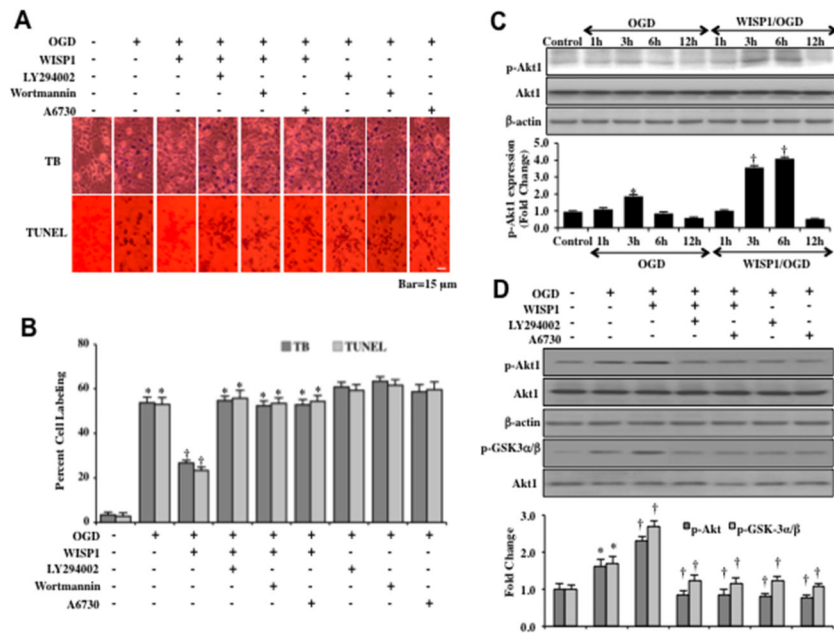 A
OGD - + + + + + + + +
WISP1 + + + +
LY294002 + +
Wortmannin + +
A6730 + +
TB
TUNEL
Bar=15 µm
B
Percent Cell Labeling
80
60
40
20
0
TB TUNEL
* * † † * * * * * *
OGD - + + + + + + + +
WISP1 - - + + + + - - -
LY294002 - - - + - - + - -
Wortmannin - - - - + - - + -
A6730 - - - - - + - - +
C
OGD WISP1/OGD
Control 1h 3h 6h 12h 1h 3h 6h 12h
p-Akt1
Akt1
β-actin
p-Akt1 expression
(Fold Change)
5.0
4.0
3.0
2.0
1.0
0.0
* † †
Control 1h 3h 6h 12h 1h 3h 6h 12h
OGD WISP1/OGD
D
OGD - + + + + + +
WISP1 - - + + + - -
LY294002 - - - + - + -
A6730 - - - - + - +
p-Akt1
Akt1
β-actin
p-GSK3α/β
Akt1
Fold Change
3.0
2.0
1.0
0.0
p-Akt p-GSK-3α/β
* * † † † † † † † † † †